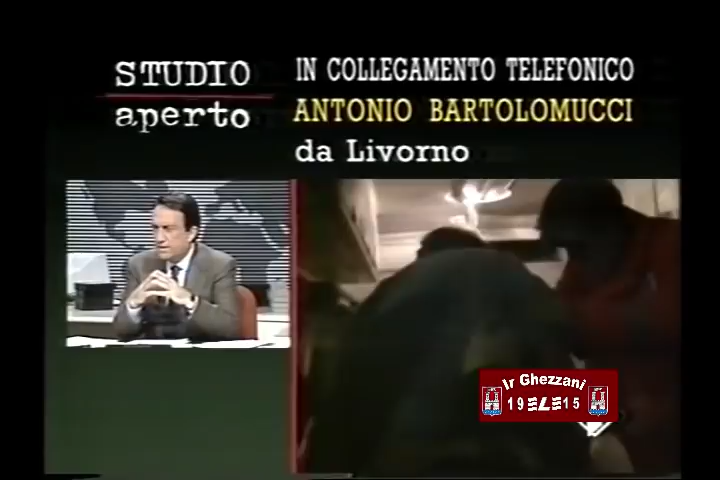 STUDIO
aperto
IN COLLEGAMENTO TELEFONICO
ANTONIO BARTOLOMUCCI
da Livorno
Ir Ghezzani
19 15